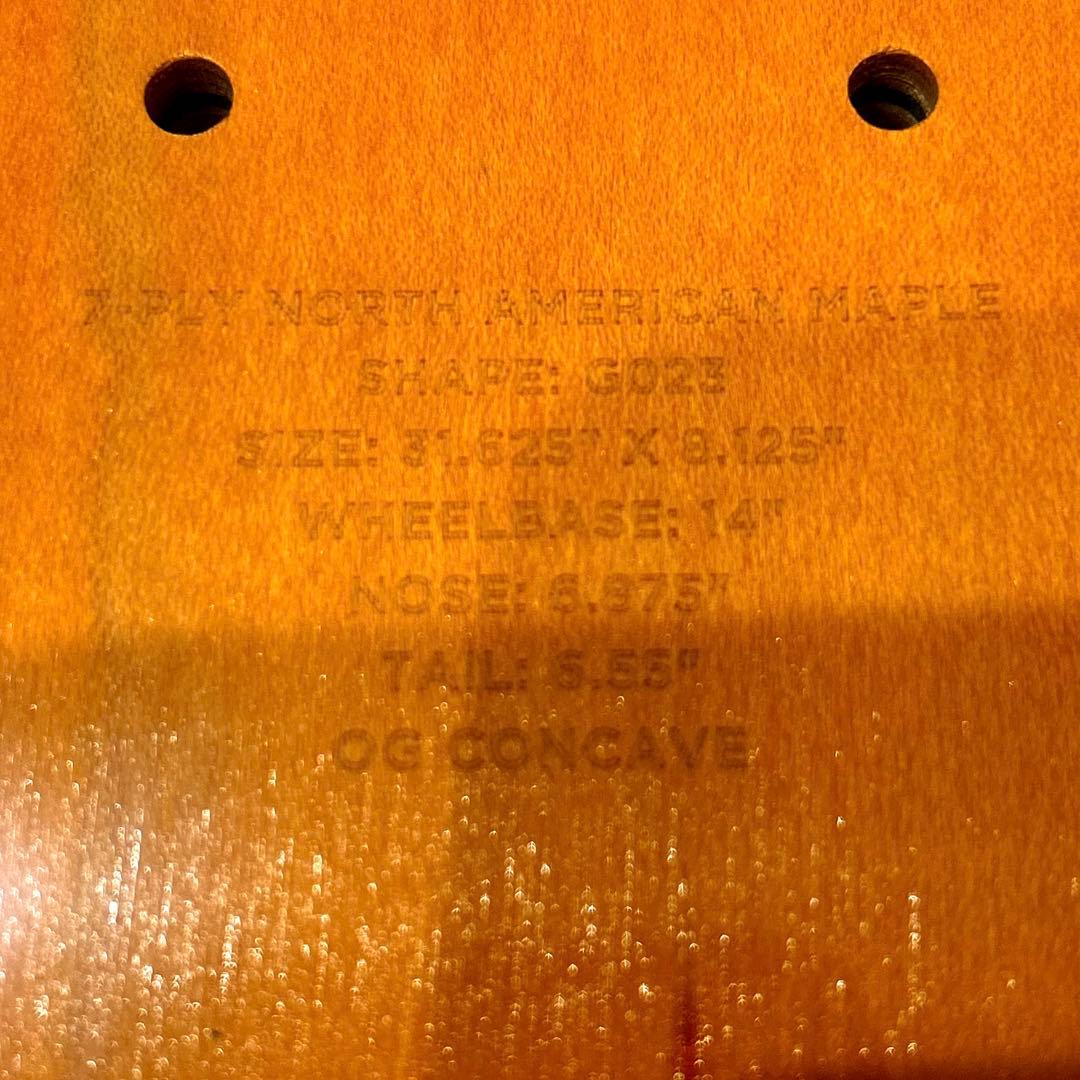 7-PLY NORTH AMERICAN MAPLE
SHAPE: G023
SIZE: 31.625" X 8.125"
WHEELBASE: 14"
NOSE: 6.875"
TAIL: 6.55"
OG CONCAVE